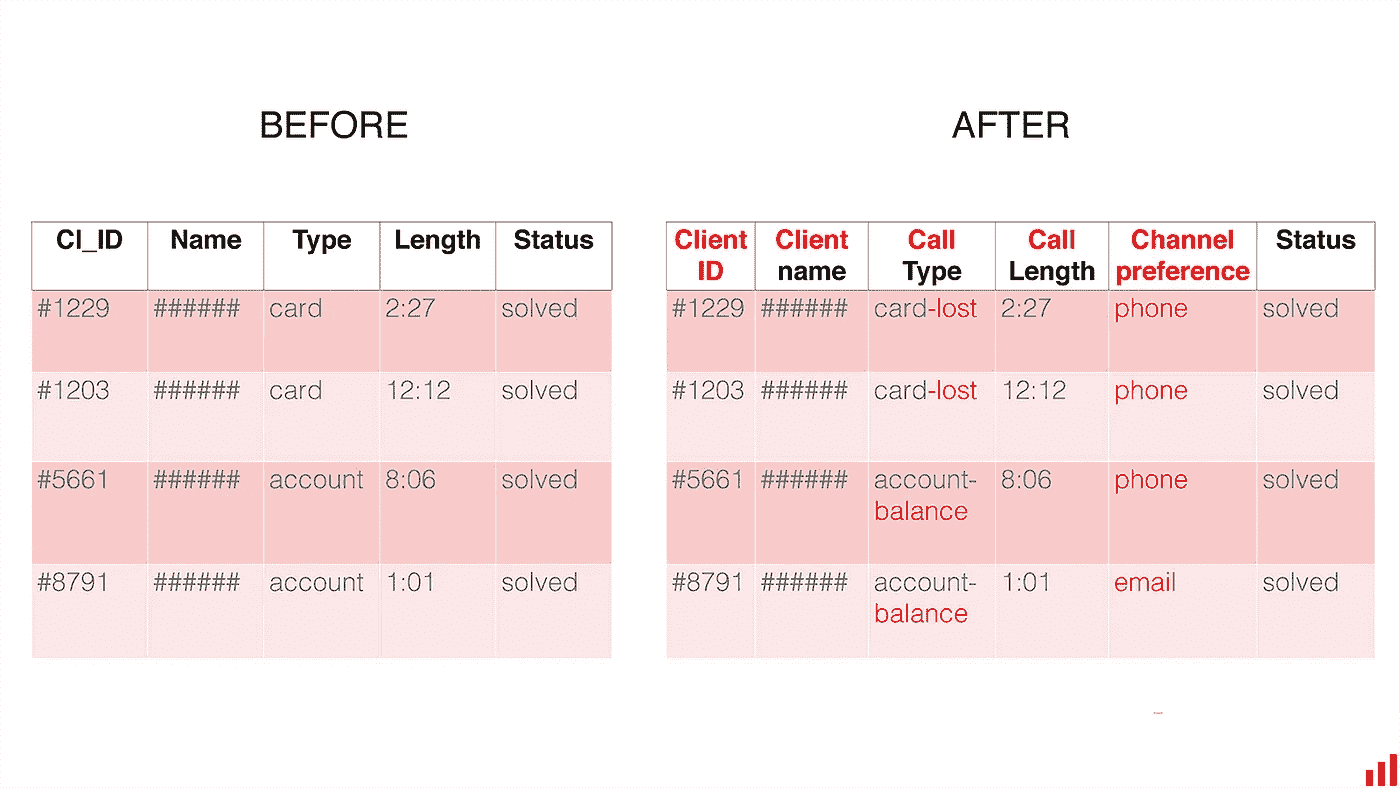 BEFORE
Cl_ID Name Type Length Status
#1229 ###### card 2:27 solved
#1203 ###### card 12:12 solved
#5661 ###### account 8:06 solved
#8791 ###### account 1:01 solved
AFTER
Client Client Call Call Channel Status
ID name Type Length preference
#1229 ###### card-lost 2:27 phone solved
#1203 ###### card-lost 12:12 phone solved
#5661 ###### account- 8:06 phone solved
balance
#8791 ###### account- 1:01 email solved
balance